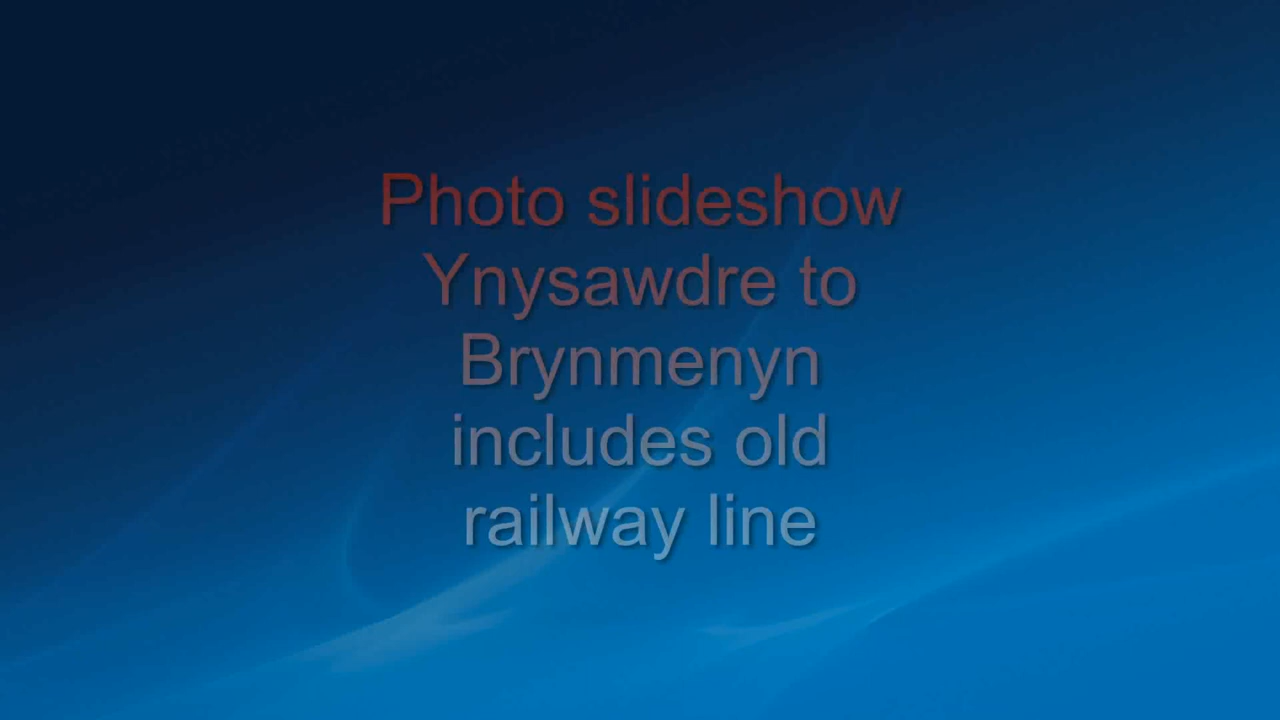 Photo slideshow
Ynysawdre to
Brynmenyn
includes old
railway line